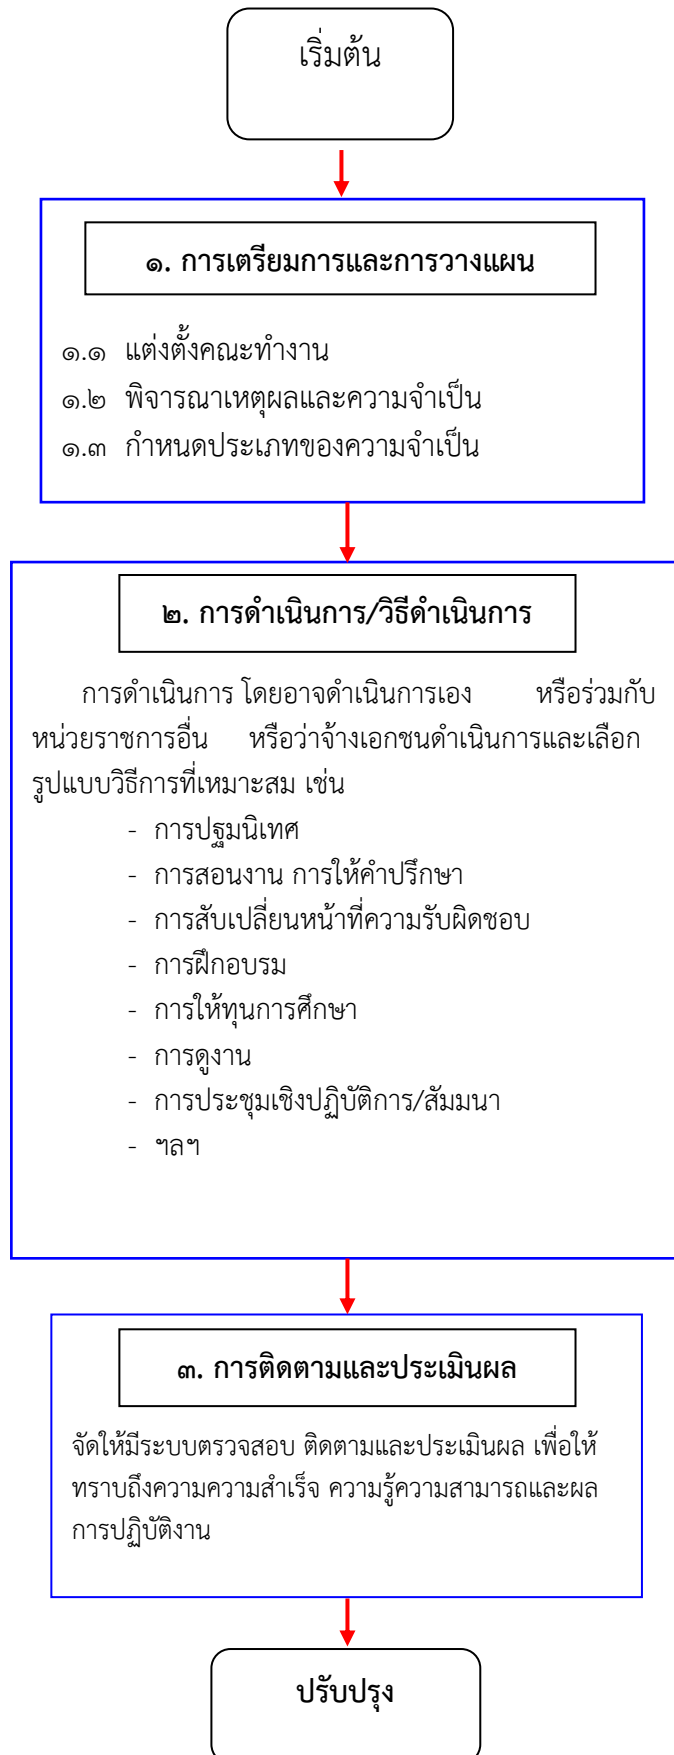 เริ่มต้น
๑. การเตรียมการและการวางแผน
๑.๑ แต่งตั้งคณะทำงาน
๑.๒ พิจารณาเหตุผลและความจำเป็น
๑.๓ กำหนดประเภทของความจำเป็น
๒. การดำเนินการ/วิธีดำเนินการ
การดำเนินการ โดยอาจดำเนินการเอง หรือร่วมกับ
หน่วยราชการอื่น หรือว่าจ้างเอกชนดำเนินการและเลือก
รูปแบบวิธีการที่เหมาะสม เช่น
- การปฐมนิเทศ
- การสอนงาน การให้คำปรึกษา
- การสับเปลี่ยนหน้าที่ความรับผิดชอบ
- การฝึกอบรม
- การให้ทุนการศึกษา
- การดูงาน
- การประชุมเชิงปฏิบัติการ/สัมมนา
- ฯลฯ
๓. การติดตามและประเมินผล
จัดให้มีระบบตรวจสอบ ติดตามและประเมินผล เพื่อให้
ทราบถึงความความสำเร็จ ความรู้ความสามารถและผล
การปฏิบัติงาน
ปรับปรุง